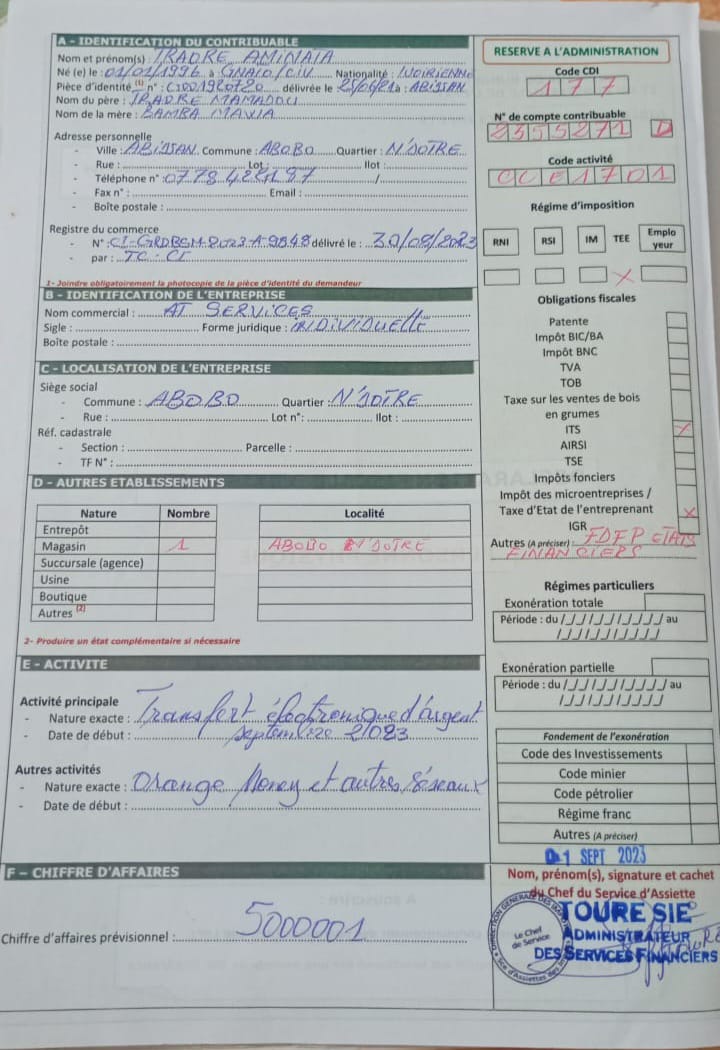 A - IDENTIFICATION DU CONTRIBUABLE
Nom et prénom(s) : TRAORE AMINATA
Né (e) le : 01/01/1996 à GNALO/CIV Nationalité : IVOIRIENNE
Pièce d'identité (1) n° : délivrée le 25/06/21 à : ABIDJAN
Nom du père : TRAORE MAMADOU
Nom de la mère : BAMBA MAVIA
Adresse personnelle
- Ville : ABIDJAN Commune : ABOBO Quartier : N'DOTRE
- Rue : Lot : Ilot :
- Téléphone n° : /
- Fax n° : Email :
- Boîte postale :
Registre du commerce
- N° : CI-GRDBSM-2023-A-9848 délivré le : 30/08/2023
- par : TC-CI
1- Joindre obligatoirement la photocopie de la pièce d'identité du demandeur
B - IDENTIFICATION DE L'ENTREPRISE
Nom commercial : AT SERVICES
Sigle : Forme juridique : INDIVIDUELLE
Boîte postale :
C - LOCALISATION DE L'ENTREPRISE
Siège social
- Commune : ABOBO Quartier : N'DOTRE
- Rue : Lot n° : Ilot :
Réf. cadastrale
- Section : Parcelle :
- TF N° :
D - AUTRES ETABLISSEMENTS
Nature Nombre Localité
Entrepôt
Magasin 1 ABOBO N'DOTRE
Succursale (agence)
Usine
Boutique
Autres (2)
2- Produire un état complémentaire si nécessaire
E - ACTIVITE
Activité principale
- Nature exacte : Transfert électronique d'argent
- Date de début : septembre 2023
Autres activités
- Nature exacte : Orange Money et autres réseaux
- Date de début :
F - CHIFFRE D'AFFAIRES
Chiffre d'affaires prévisionnel : 5000001
RESERVE A L'ADMINISTRATION
Code CDI
177
N° de compte contribuable
2355271 D
Code activité
CCE1701
Régime d'imposition
RNI RSI IM TEE Emplo
yeur
X
Obligations fiscales
Patente
Impôt BIC/BA
Impôt BNC
TVA
TOB
Taxe sur les ventes de bois
en grumes
ITS X
AIRSI
TSE
Impôts fonciers
Impôt des microentreprises /
Taxe d'Etat de l'entreprenant X
IGR
Autres (A préciser) : FDFP ETATS
FINANCIERS
Régimes particuliers
Exonération totale
Période : du /_/_/_/_/_/_/_/_/ au
/_/_/_/_/_/_/_/_/
Exonération partielle
Période : du /_/_/_/_/_/_/_/_/ au
/_/_/_/_/_/_/_/_/
Fondement de l'exonération
Code des Investissements
Code minier
Code pétrolier
Régime franc
Autres (A préciser)
01 SEPT 2023
Nom, prénom(s), signature et cachet
du Chef du Service d'Assiette
Le Chef
de Service
TOURE SIE
ADMINISTRATEUR
DES SERVICES FINANCIERS